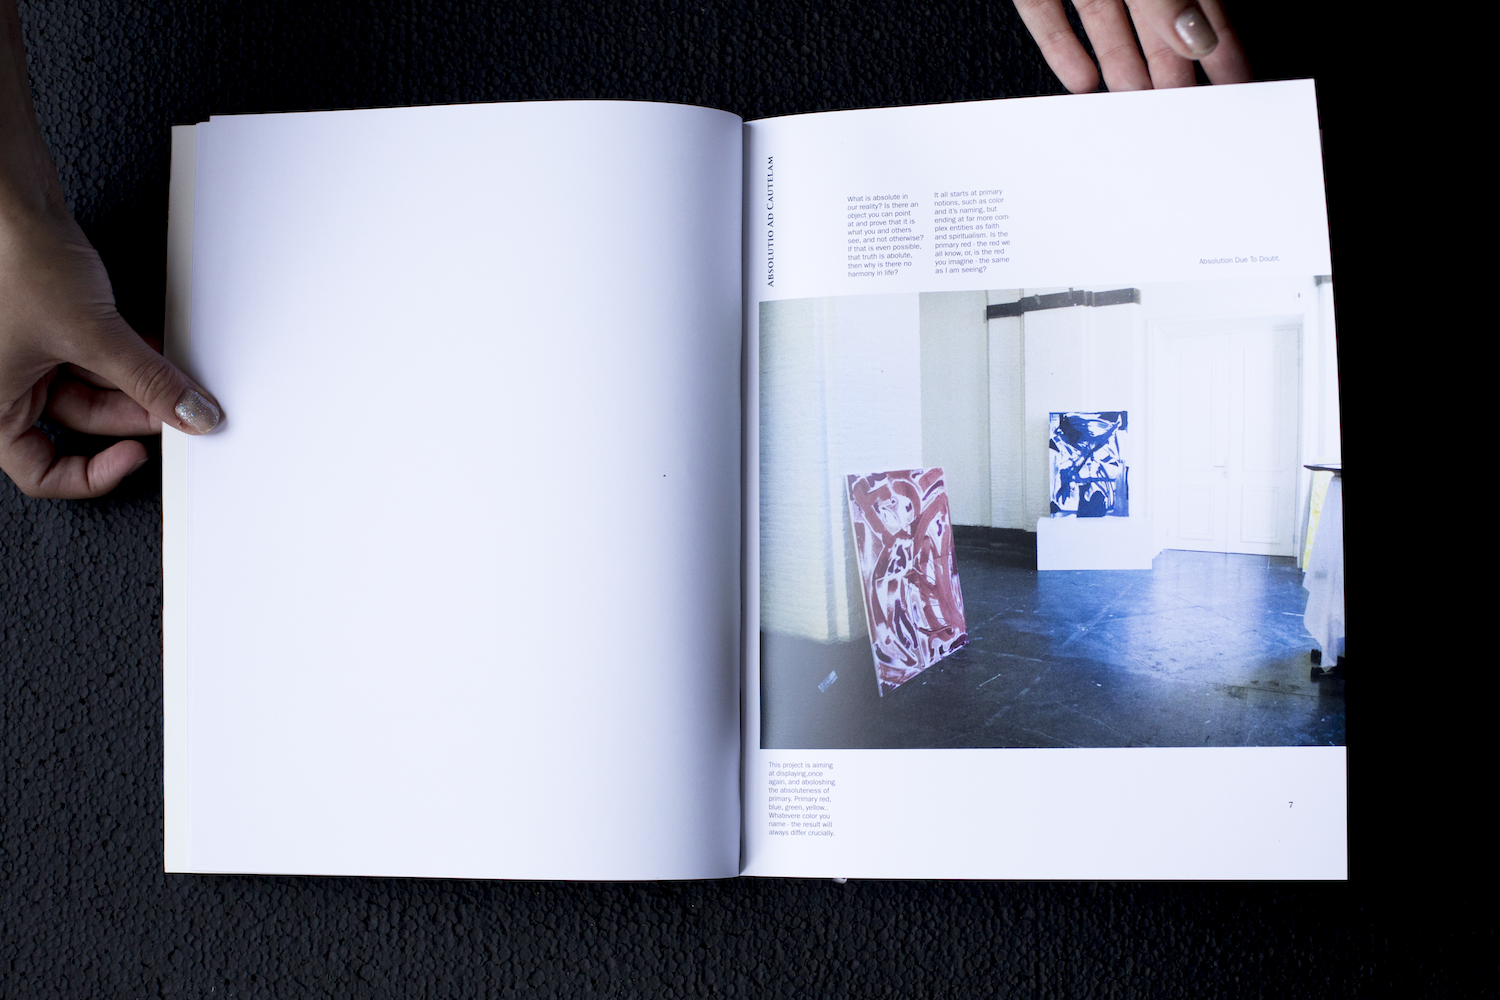 ABSOLUTIO AD CAUTELAM
What is absolute in
our reality? Is there an
object you can point
at and prove that it is
what you and others
see, and not otherwise?
If that is even possible,
that truth is abolute,
then why is there no
harmony in life?
It all starts at primary
notions, such as color
and it's naming, but
ending at far more com-
plex entities as faith
and spiritualism. Is the
primary red - the red we
all know, or, is the red
you imagine - the same
as I am seeing?
Absolution Due To Doubt.
This project is aiming
at displaying,once
again, and aboloshing
the absoluteness of
primary. Primary red,
blue, green, yellow..
Whatevere color you
name - the result will
always differ crucially.
7